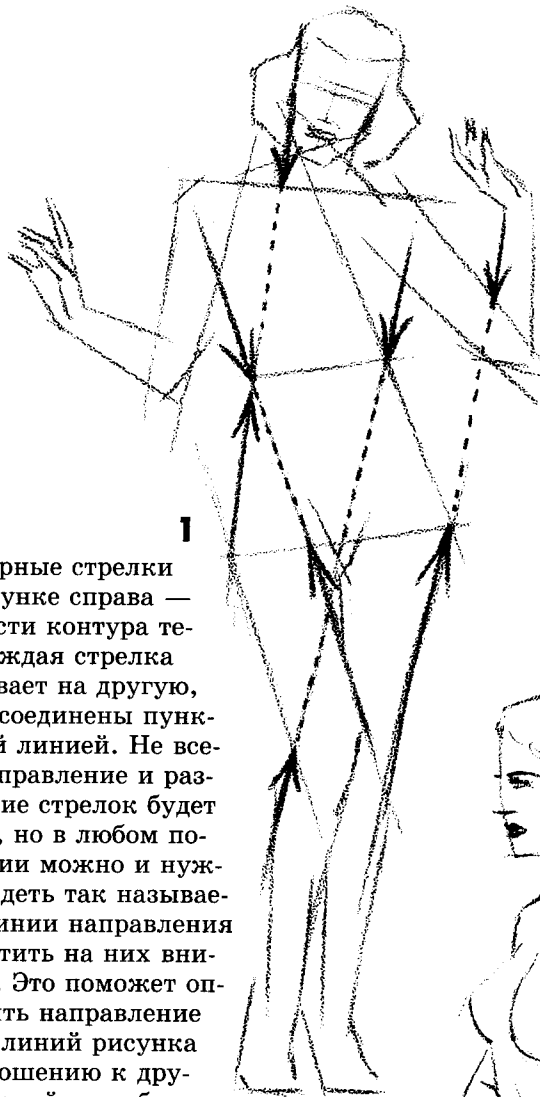 1
рные стрелки
унке справа —
сти контура те-
ждая стрелка
вает на другую,
соединены пунк-
й линией. Не все-
правление и раз-
ие стрелок будет
, но в любом по-
ии можно и нуж-
деть так называе-
инии направления
тить на них вни-
. Это поможет оп-
ть направление
линий рисунка
ошению к дру-